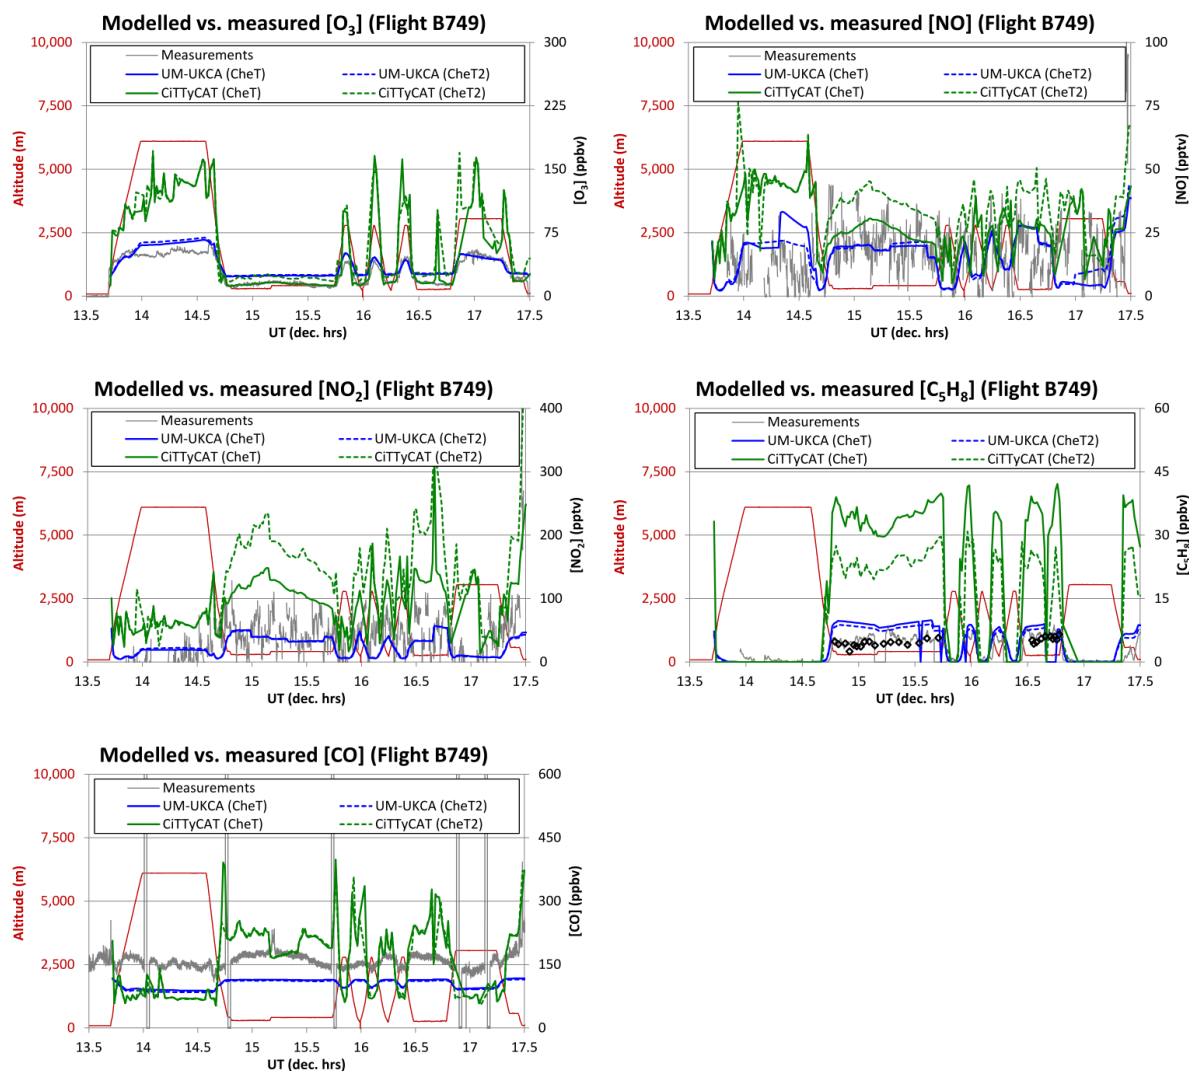 Modelled vs. measured [O3] (Flight B749)
10,000 7,500 5,000 2,500 0
Altitude (m)
Measurements
UM-UKCA (CheT) UM-UKCA (CheT2)
CiTTyCAT (CheT) CiTTyCAT (CheT2)
300 225 150 75 0
[O3] (ppbv)
13.5 14 14.5 15 15.5 16 16.5 17 17.5
UT (dec. hrs)
Modelled vs. measured [NO] (Flight B749)
10,000 7,500 5,000 2,500 0
Altitude (m)
Measurements
UM-UKCA (CheT) UM-UKCA (CheT2)
CiTTyCAT (CheT) CiTTyCAT (CheT2)
100 75 50 25 0
[NO] (pptv)
13.5 14 14.5 15 15.5 16 16.5 17 17.5
UT (dec. hrs)
Modelled vs. measured [NO2] (Flight B749)
10,000 7,500 5,000 2,500 0
Altitude (m)
Measurements
UM-UKCA (CheT) UM-UKCA (CheT2)
CiTTyCAT (CheT) CiTTyCAT (CheT2)
400 300 200 100 0
[NO2] (pptv)
13.5 14 14.5 15 15.5 16 16.5 17 17.5
UT (dec. hrs)
Modelled vs. measured [C5H8] (Flight B749)
10,000 7,500 5,000 2,500 0
Altitude (m)
Measurements
UM-UKCA (CheT) UM-UKCA (CheT2)
CiTTyCAT (CheT) CiTTyCAT (CheT2)
60 45 30 15 0
[C5H8] (ppbv)
13.5 14 14.5 15 15.5 16 16.5 17 17.5
UT (dec. hrs)
Modelled vs. measured [CO] (Flight B749)
10,000 7,500 5,000 2,500 0
Altitude (m)
Measurements
UM-UKCA (CheT) UM-UKCA (CheT2)
CiTTyCAT (CheT) CiTTyCAT (CheT2)
600 450 300 150 0
[CO] (ppbv)
13.5 14 14.5 15 15.5 16 16.5 17 17.5
UT (dec. hrs)